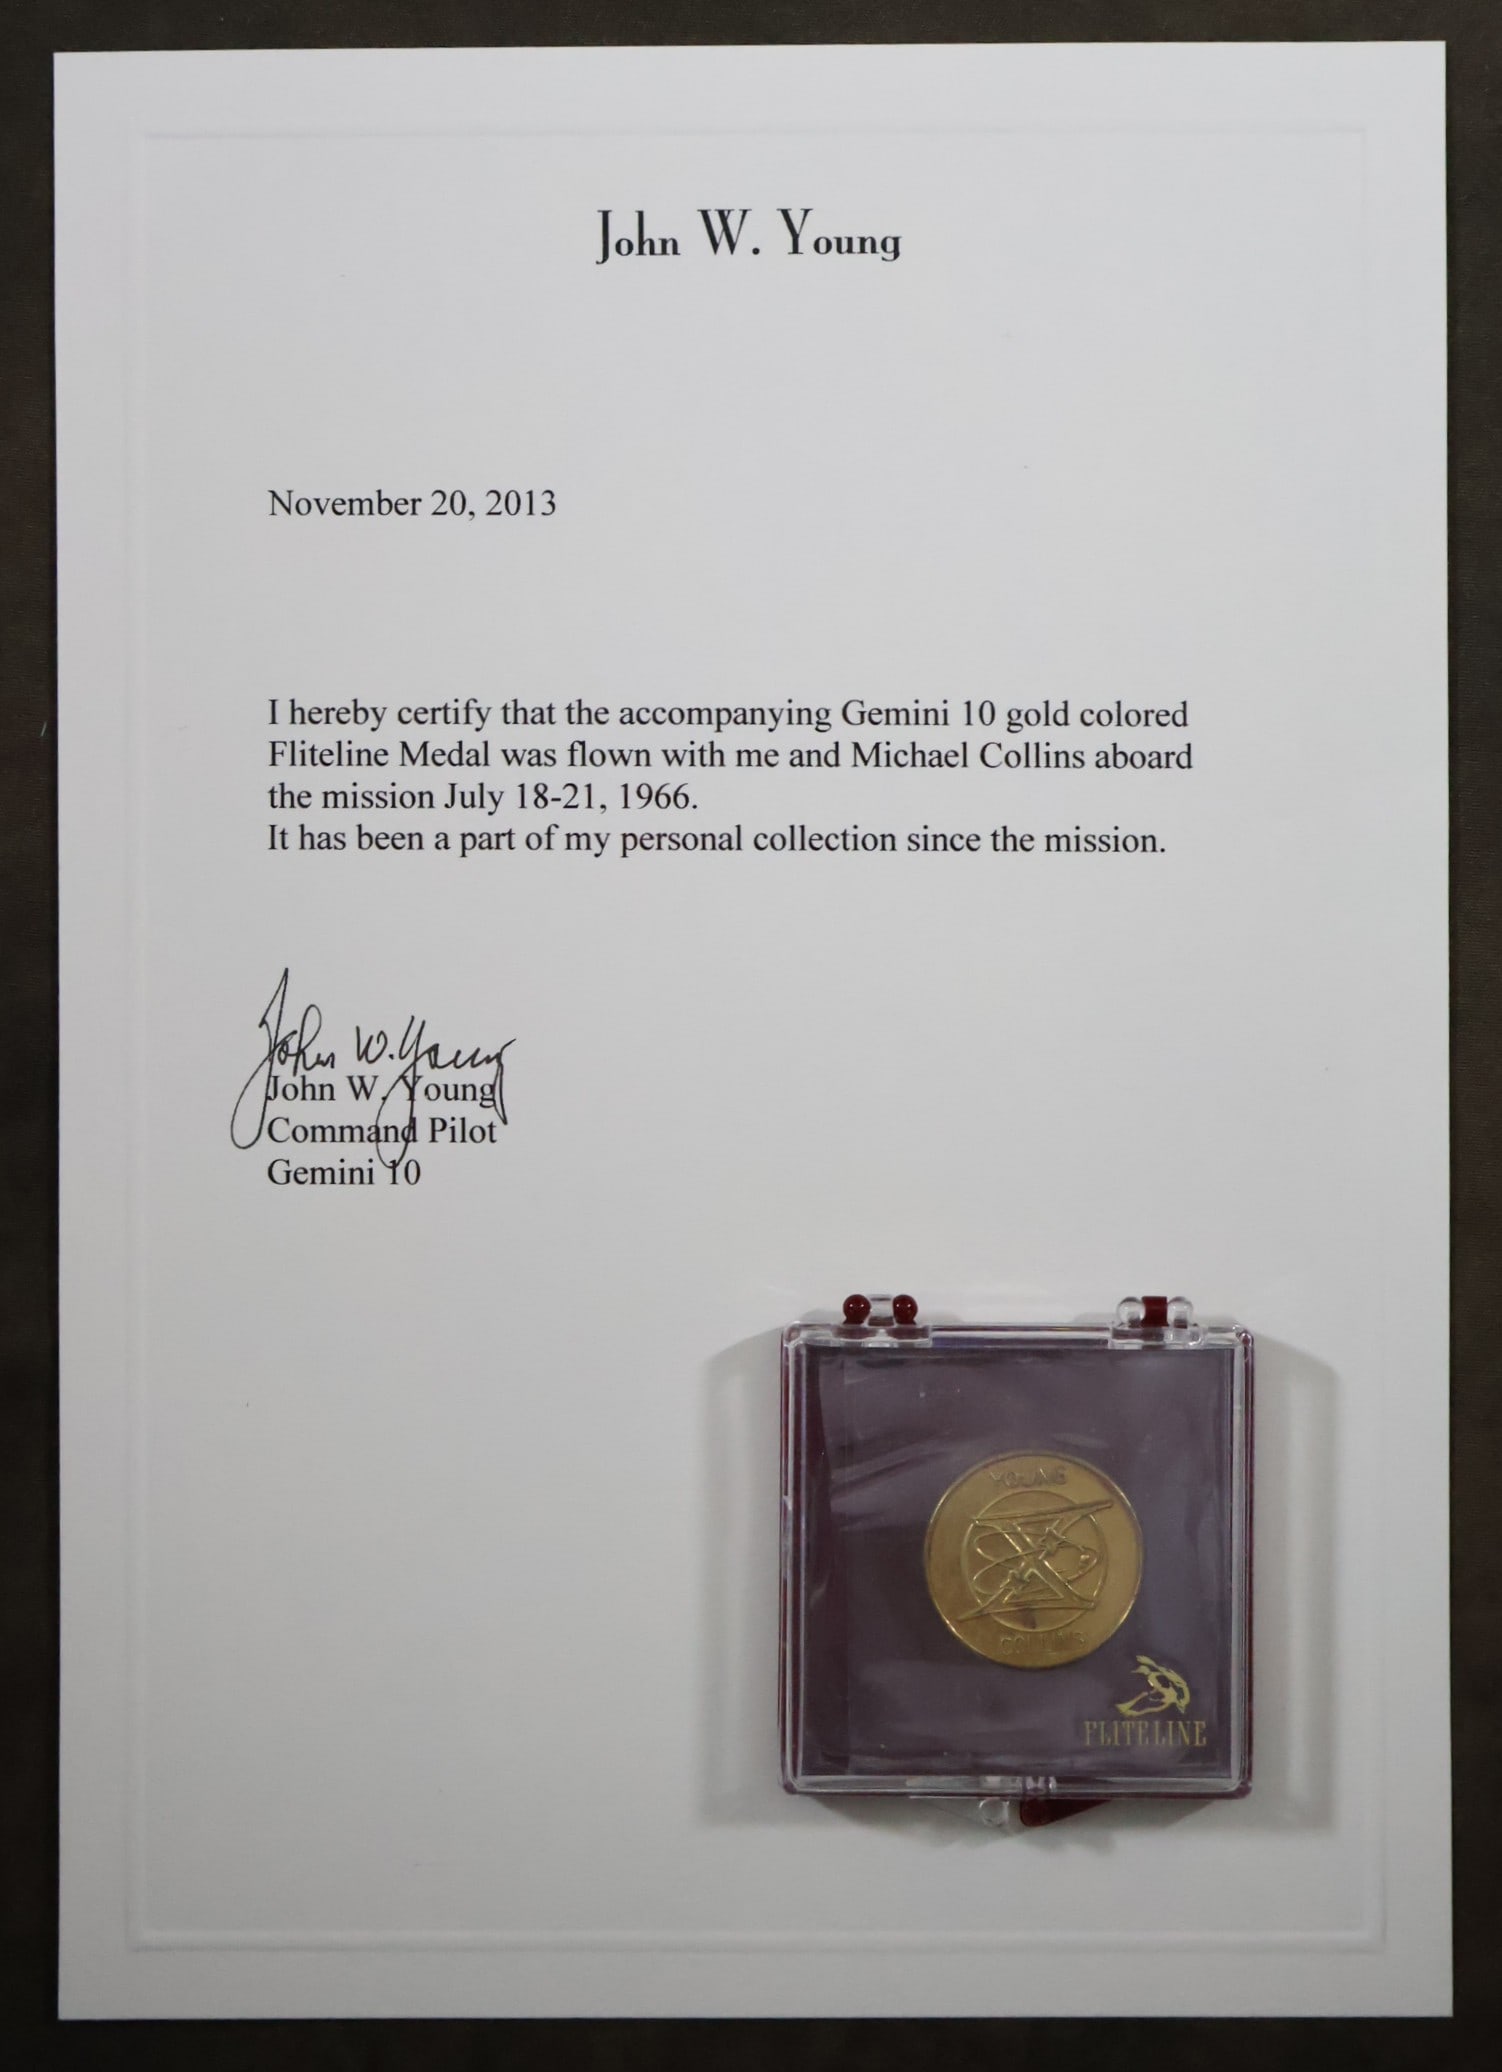 John W. Young
November 20, 2013
I hereby certify that the accompanying Gemini 10 gold colored
Fliteline Medal was flown with me and Michael Collins aboard
the mission July 18-21, 1966.
It has been a part of my personal collection since the mission.
John W. Young
John W. Young
Command Pilot
Gemini 10
YOUNG
X
COLLINS
FLITELINE